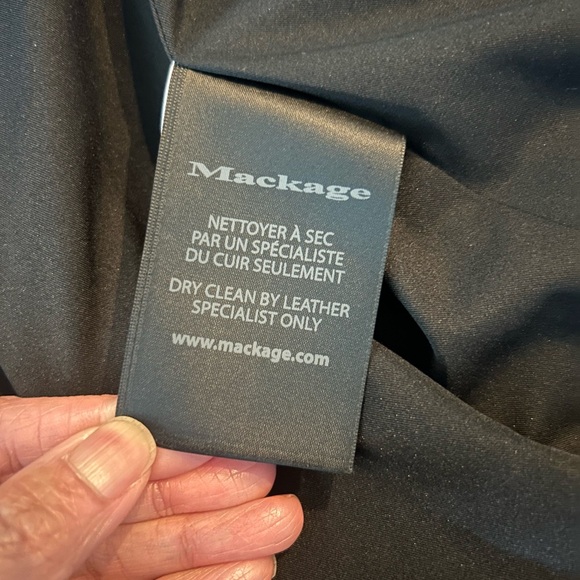 Mackage
NETTOYER À SEC
PAR UN SPÉCIALISTE
DU CUIR SEULEMENT
DRY CLEAN BY LEATHER
SPECIALIST ONLY
www.mackage.com